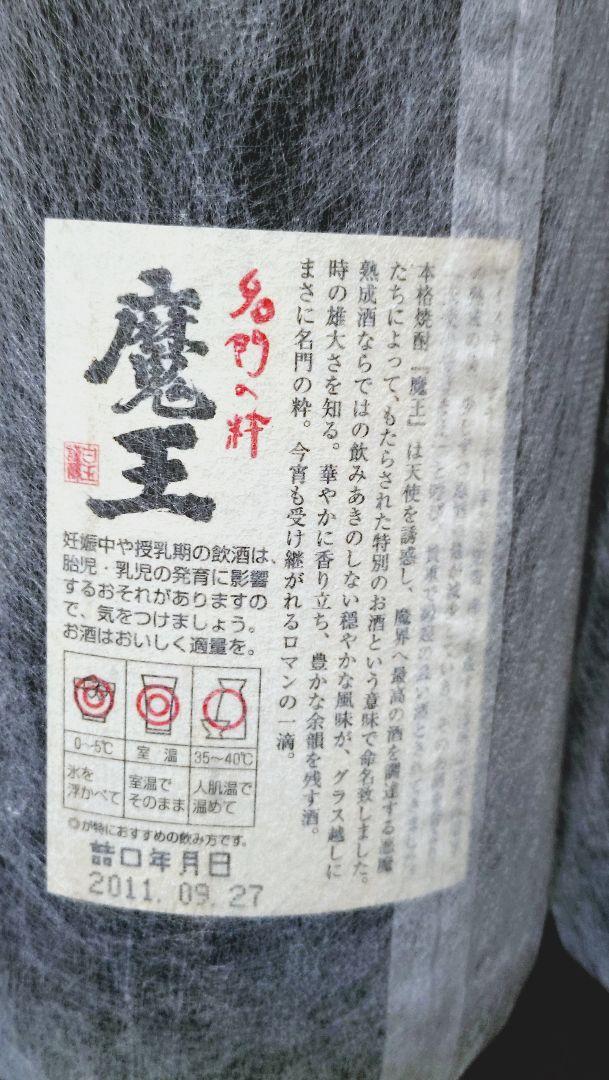 本格焼酎『魔王』は天使を誘惑し、魔界へ最高の酒を調達する悪魔
たちによって、もたらされた特別のお酒という意味で命名致しました。
熟成酒ならではの飲みあきのしない穏やかな風味が、グラス越しに
時の雄大さを知る。華やかに香り立ち、豊かな余韻を残す酒。
まさに名門の粋。今宵も受け継がれるロマンの一滴。
名門の粋
魔王
白玉
謹醸
妊娠中や授乳期の飲酒は、
胎児・乳児の発育に影響
するおそれがありますの
で、気をつけましょう。
お酒はおいしく適量を。
0〜5℃
室温
35〜40℃
氷を
浮かべて
室温で
そのまま
人肌温で
温めて
◎が特におすすめの飲み方です。
詰口年月日
2011.09.27